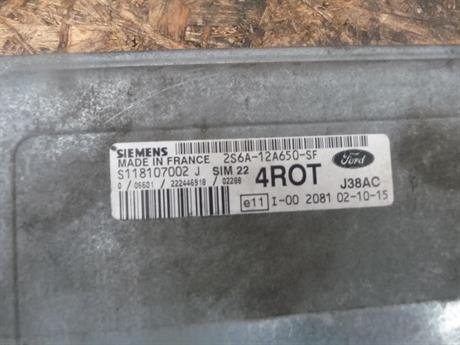 SIEMENS
MADE IN FRANCE 2S6A-12A650-SF
S118107002 J SIM 22
0 /06601/ 222446918 /02298
4ROT
Ford
J38AC
e11 I-00 2081 02-10-15